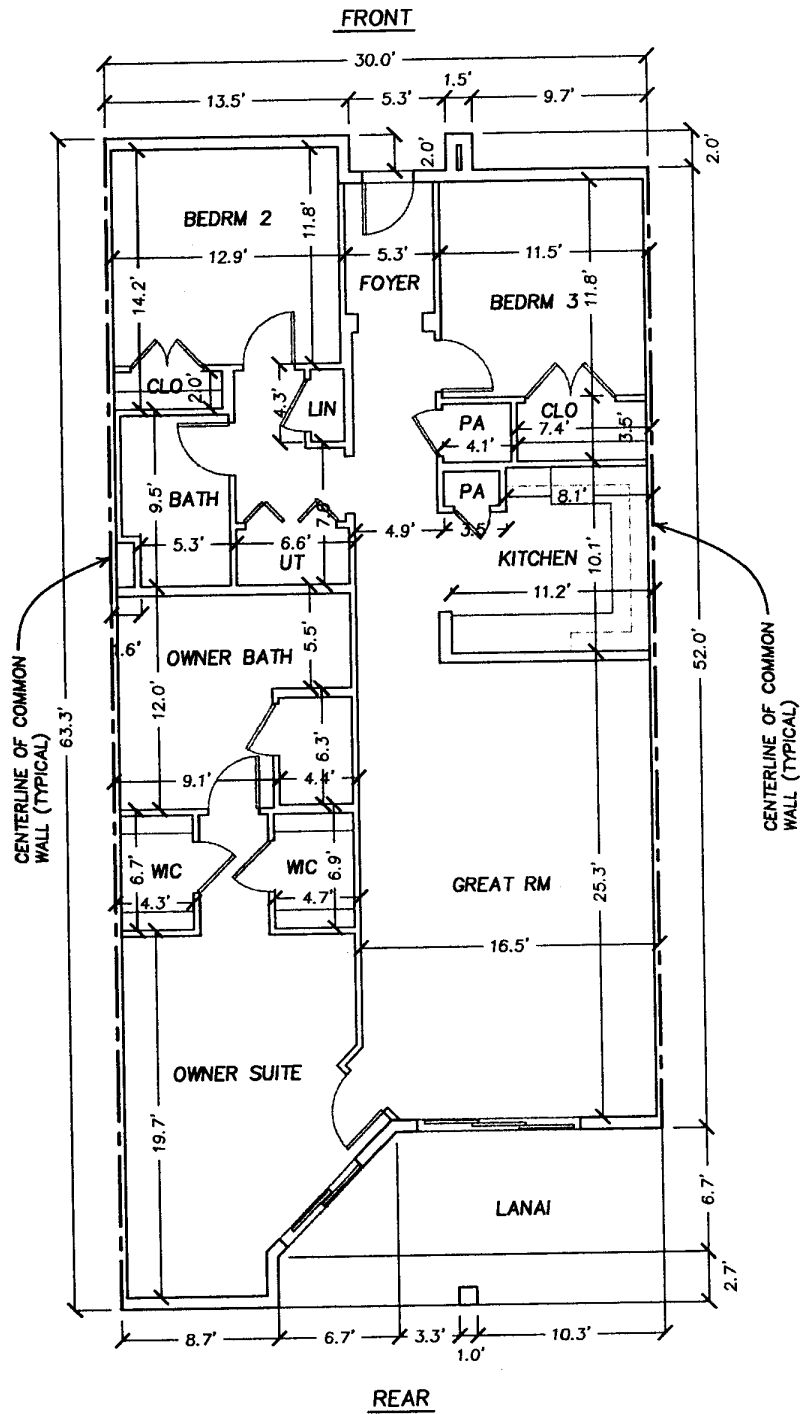 FRONT
30.0'
1.5'
13.5'
5.3'
9.7'
2.0'
2.0'
BEDRM 2
11.8'
12.9'
5.3'
11.5'
FOYER
14.2'
BEDRM 3
11.8'
CLO
2.0'
4.3'
LIN
PA
4.1'
CLO
7.4'
3.5'
9.5'
BATH
PA
8.1'
5.3'
6.6'
UT
4.9'
3.5'
KITCHEN
10.1'
11.2'
CENTERLINE OF COMMON
WALL (TYPICAL)
CENTERLINE OF COMMON
WALL (TYPICAL)
OWNER BATH
5.5'
52.0'
63.3'
12.0'
6.3'
9.1'
4.4'
6.7'
WIC
4.3'
WIC
6.9'
4.7'
GREAT RM
25.3'
16.5'
OWNER SUITE
19.7'
LANAI
6.7'
2.7'
8.7'
6.7'
3.3'
1.0'
10.3'
REAR